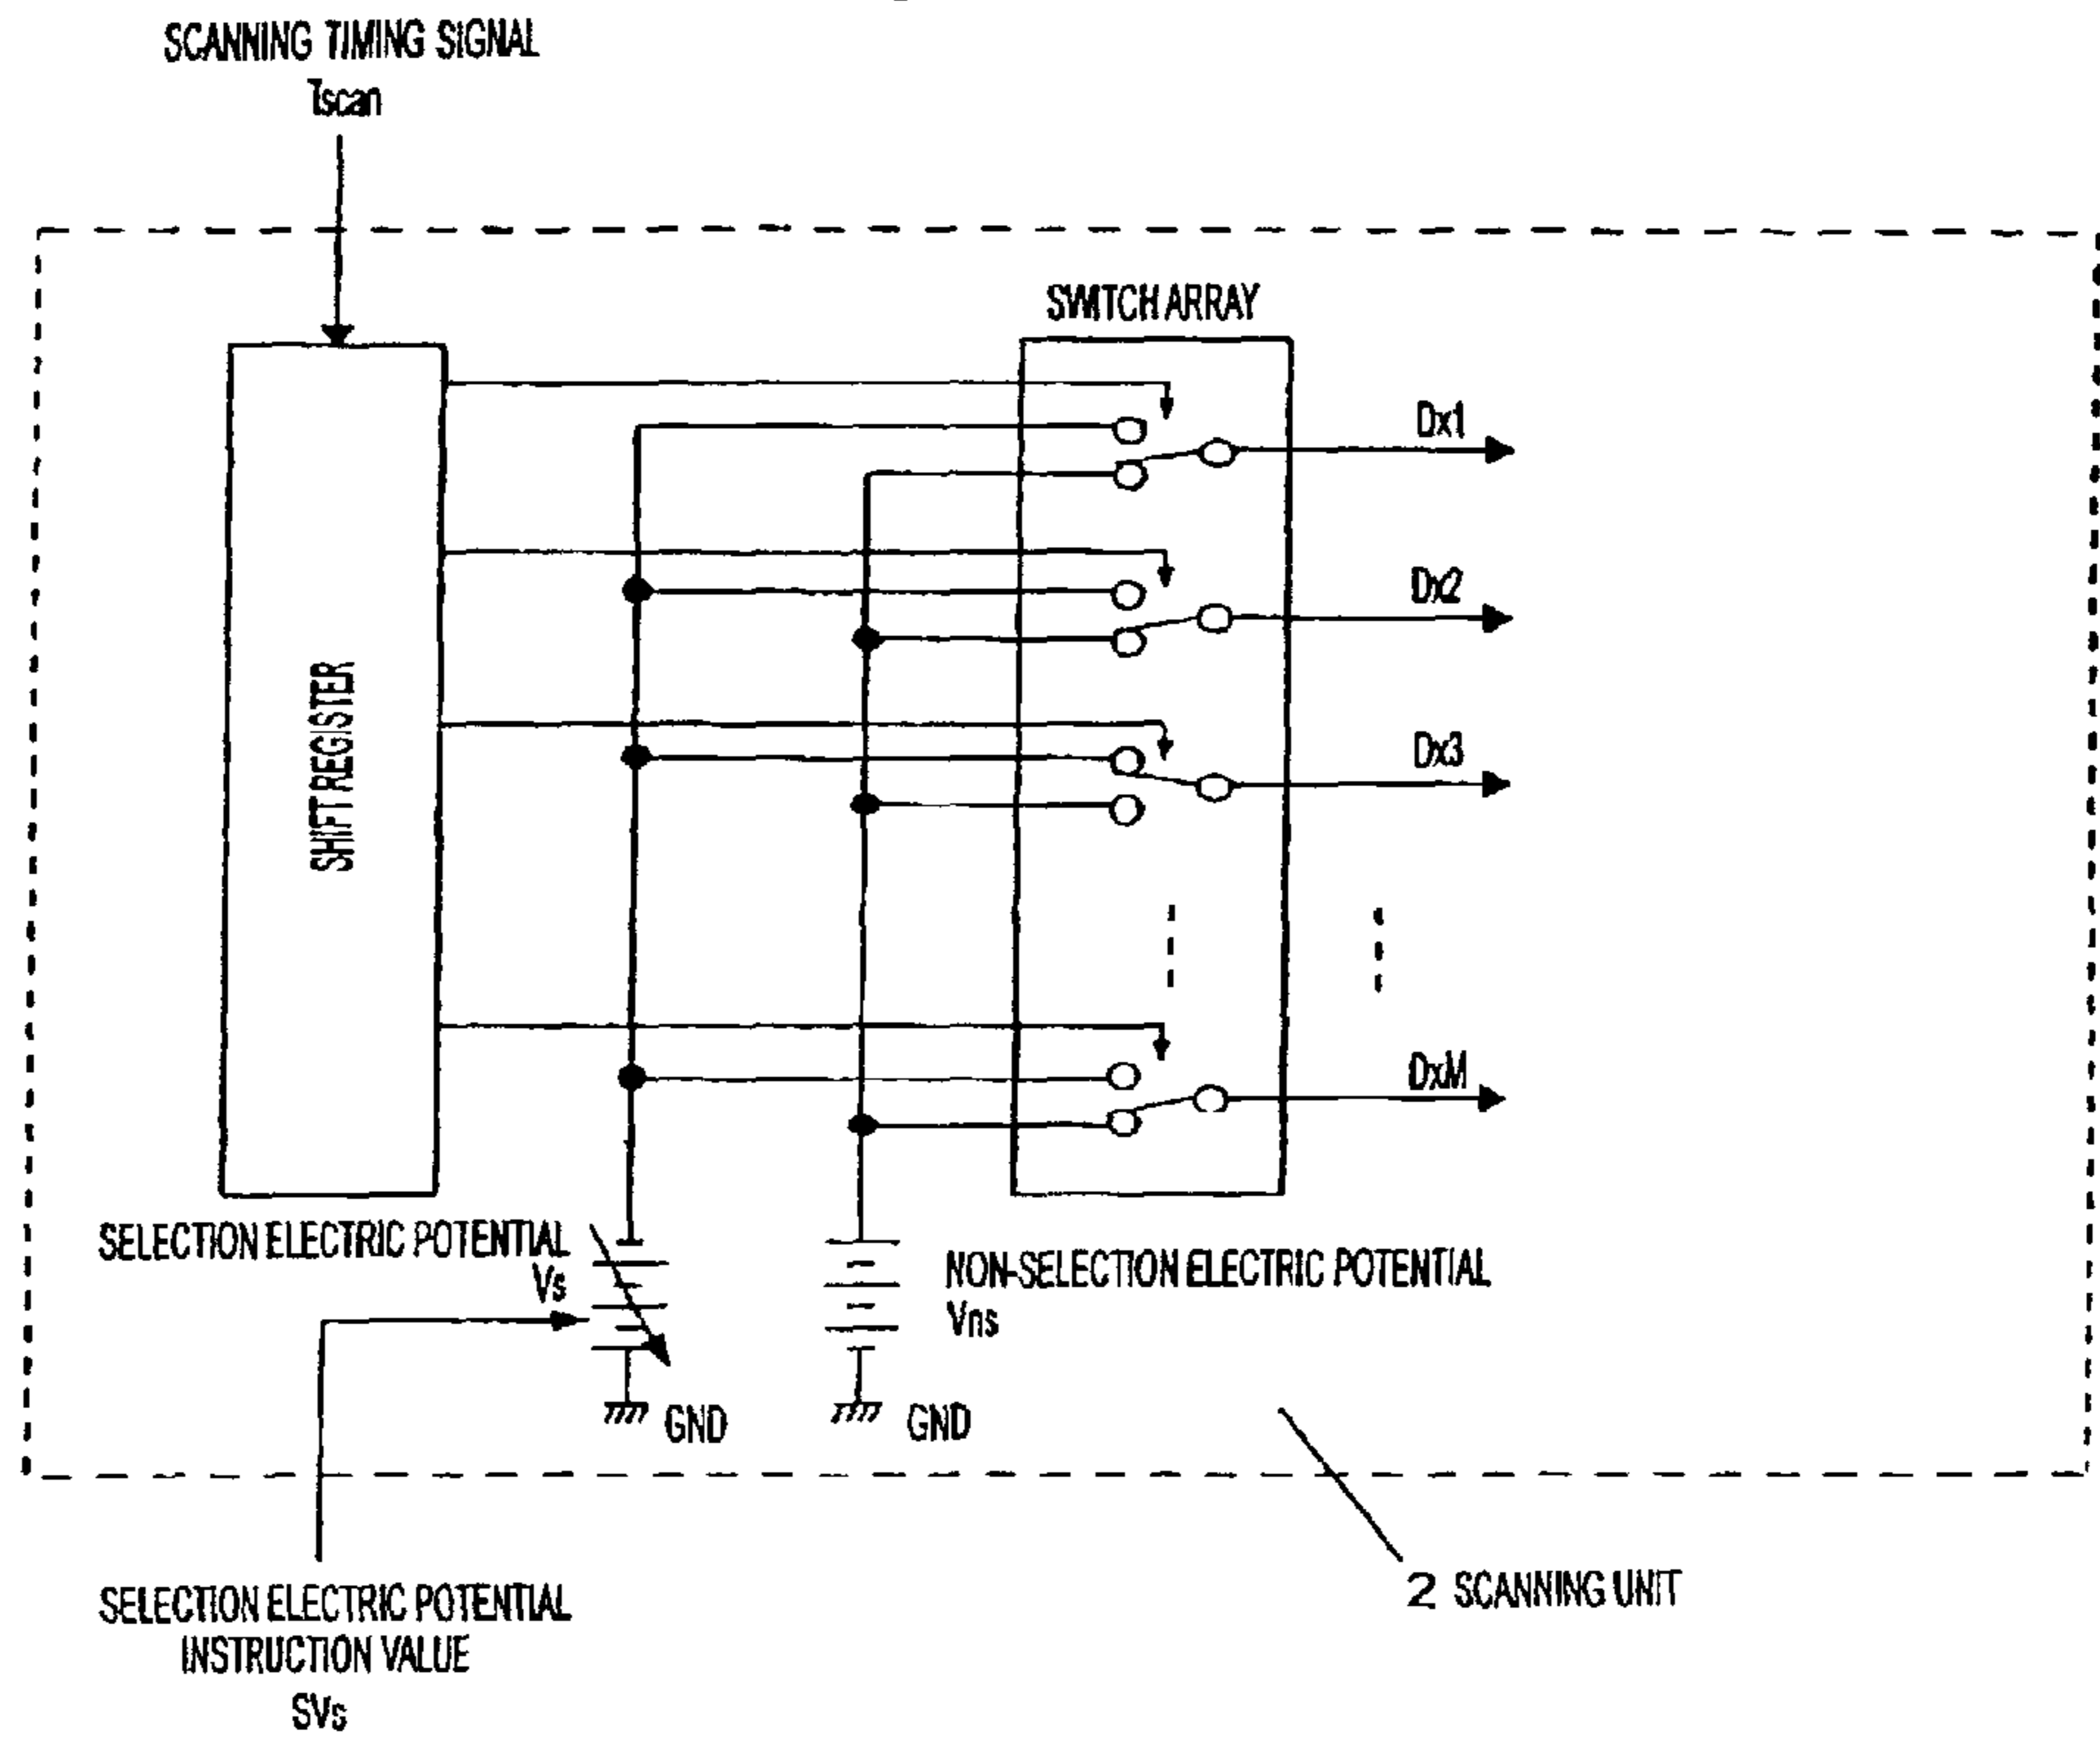 SCANNING TIMING SIGNAL
Tscan
SWITCH ARRAY
Dx1
Dx2
SHIFT REGISTER
Dx3
DxM
SELECTION ELECTRIC POTENTIAL
Vs
NON-SELECTION ELECTRIC POTENTIAL
Vns
GND
GND
2 SCANNING UNIT
SELECTION ELECTRIC POTENTIAL
INSTRUCTION VALUE
SVs